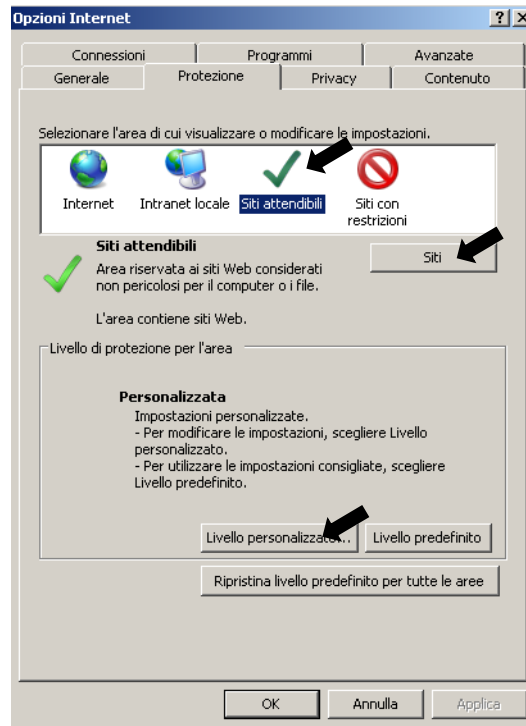 Opzioni Internet
Connessioni Programmi Avanzate
Generale Protezione Privacy Contenuto
Selezionare l'area di cui visualizzare o modificare le impostazioni.
Internet Intranet locale Siti attendibili Siti con
restrizioni
Siti attendibili
Siti
Area riservata ai siti Web considerati
non pericolosi per il computer o i file.
L'area contiene siti Web.
Livello di protezione per l'area
Personalizzata
Impostazioni personalizzate.
- Per modificare le impostazioni, scegliere Livello
personalizzato.
- Per utilizzare le impostazioni consigliate, scegliere
Livello predefinito.
Livello personalizzato... Livello predefinito
Ripristina livello predefinito per tutte le aree
OK Annulla Applica